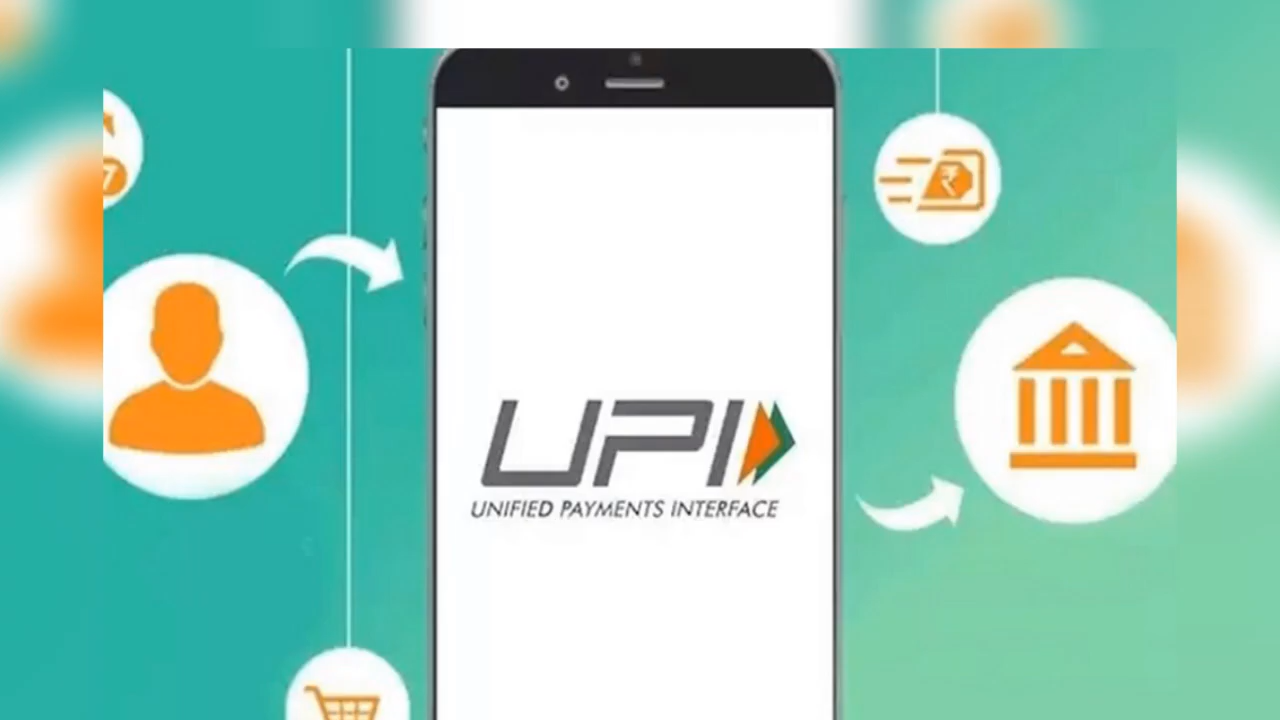 UPI
UNIFIED PAYMENTS INTERFACE
₹